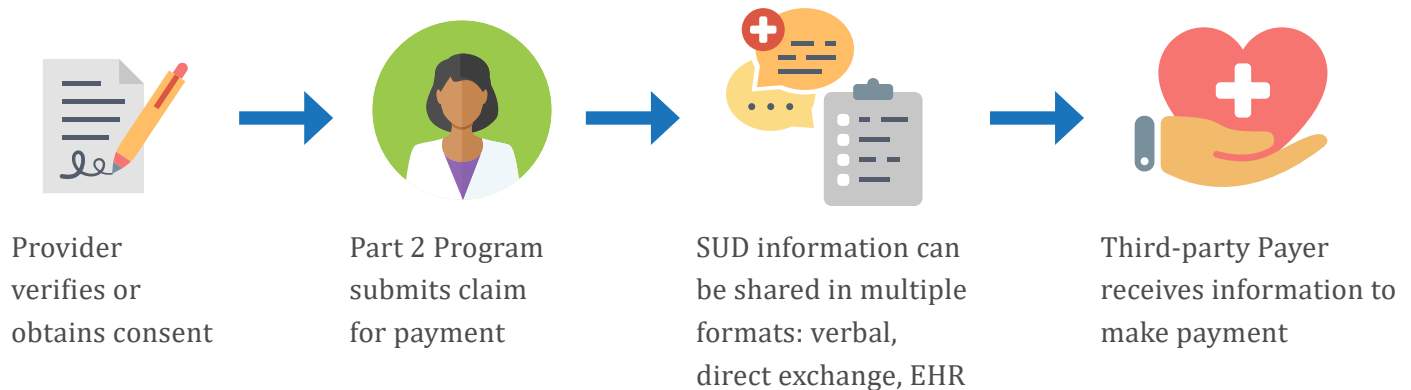 Provider
verifies or
obtains consent
Part 2 Program
submits claim
for payment
SUD information can
be shared in multiple
formats: verbal,
direct exchange, EHR
Third-party Payer
receives information to
make payment